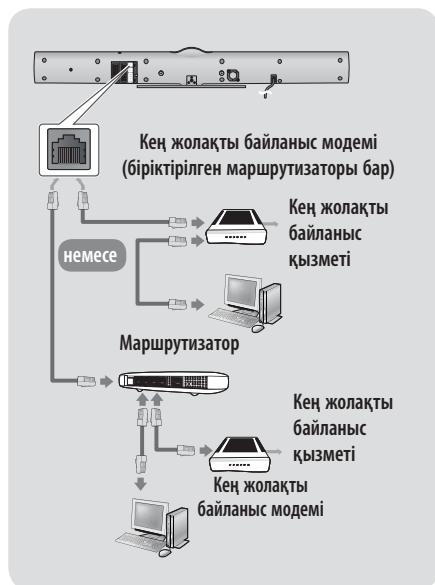 Кең жолақты байланыс модемі
(біріктірілген маршрутизаторы бар)
Кең жолақты
байланыс
қызметі
немесе
Маршрутизатор
Кең жолақты
байланыс
қызметі
Кең жолақты
байланыс модемі